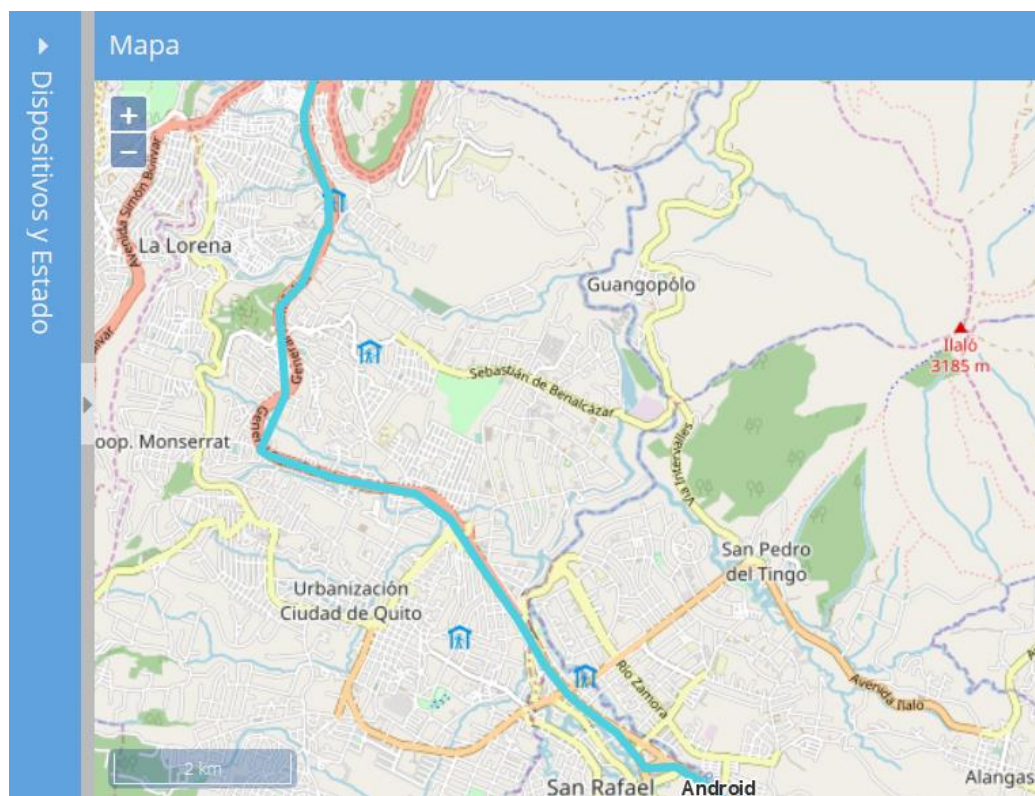 Dispositivos y Estado
Mapa
+
−
Avenida Simón Bolívar
La Lorena
Guangopólo
Ilaló
3185 m
Sebastián de Benalcázar
oop. Monserrat
Vía Intervalles
San Pedro
del Tingo
Urbanización
Ciudad de Quito
Río Zamora
Avenida Ilaló
2 km
San Rafael
Android
Alangas